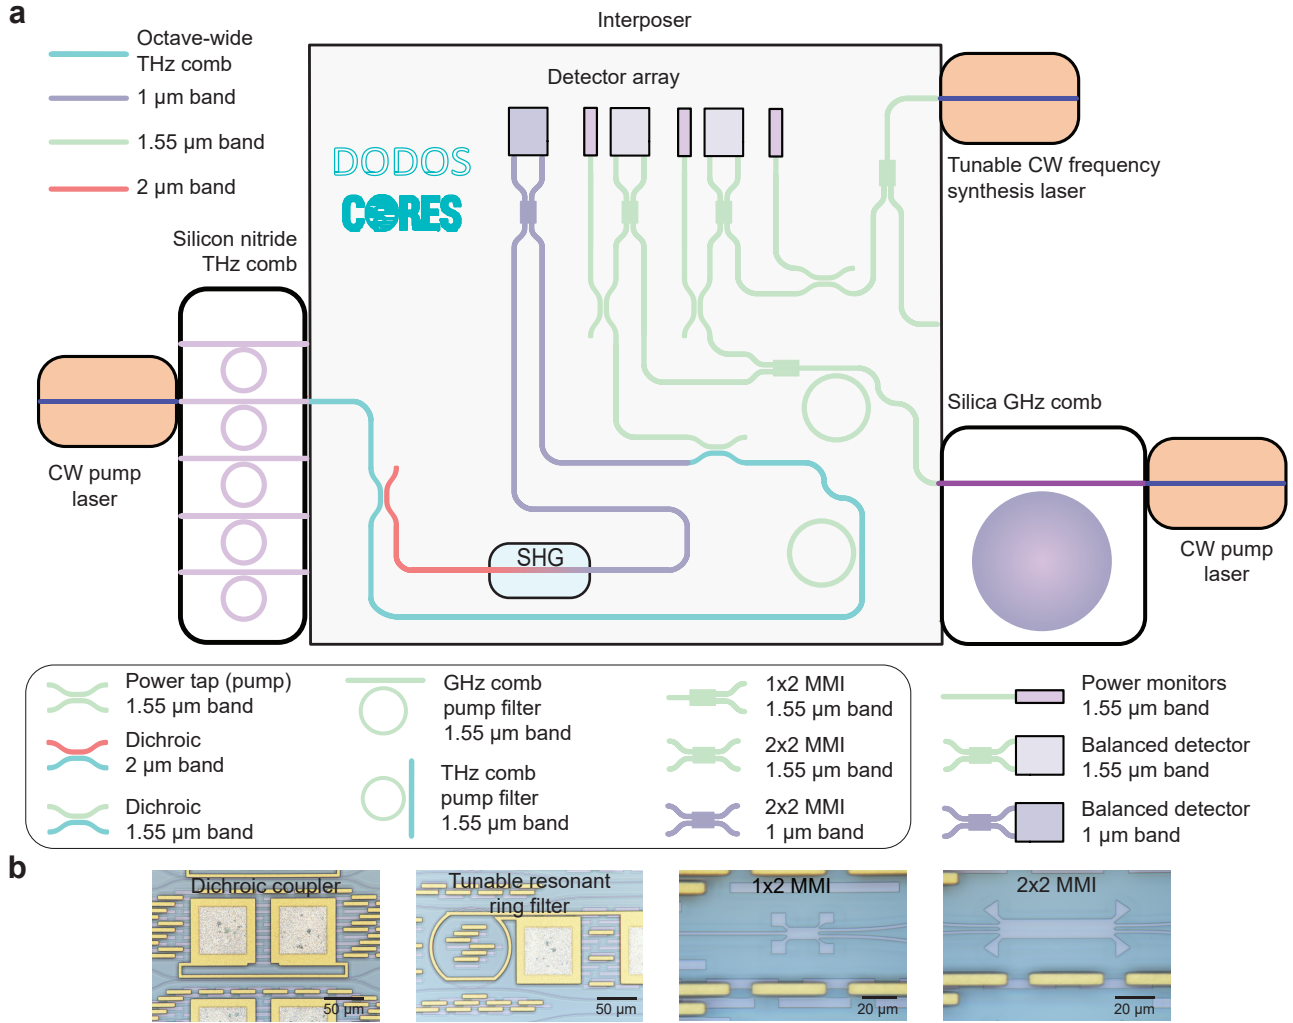 a
Interposer
Octave-wide
THz comb
1 µm band
1.55 µm band
2 µm band
Detector array
DODOS
CORES
Tunable CW frequency
synthesis laser
Silicon nitride
THz comb
CW pump
laser
Silica GHz comb
CW pump
laser
SHG
Power tap (pump)
1.55 µm band
Dichroic
2 µm band
Dichroic
1.55 µm band
GHz comb
pump filter
1.55 µm band
THz comb
pump filter
1.55 µm band
1x2 MMI
1.55 µm band
2x2 MMI
1.55 µm band
2x2 MMI
1 µm band
Power monitors
1.55 µm band
Balanced detector
1.55 µm band
Balanced detector
1 µm band
b
Dichroic coupler
50 µm
Tunable resonant
ring filter
50 µm
1x2 MMI
20 µm
2x2 MMI
20 µm